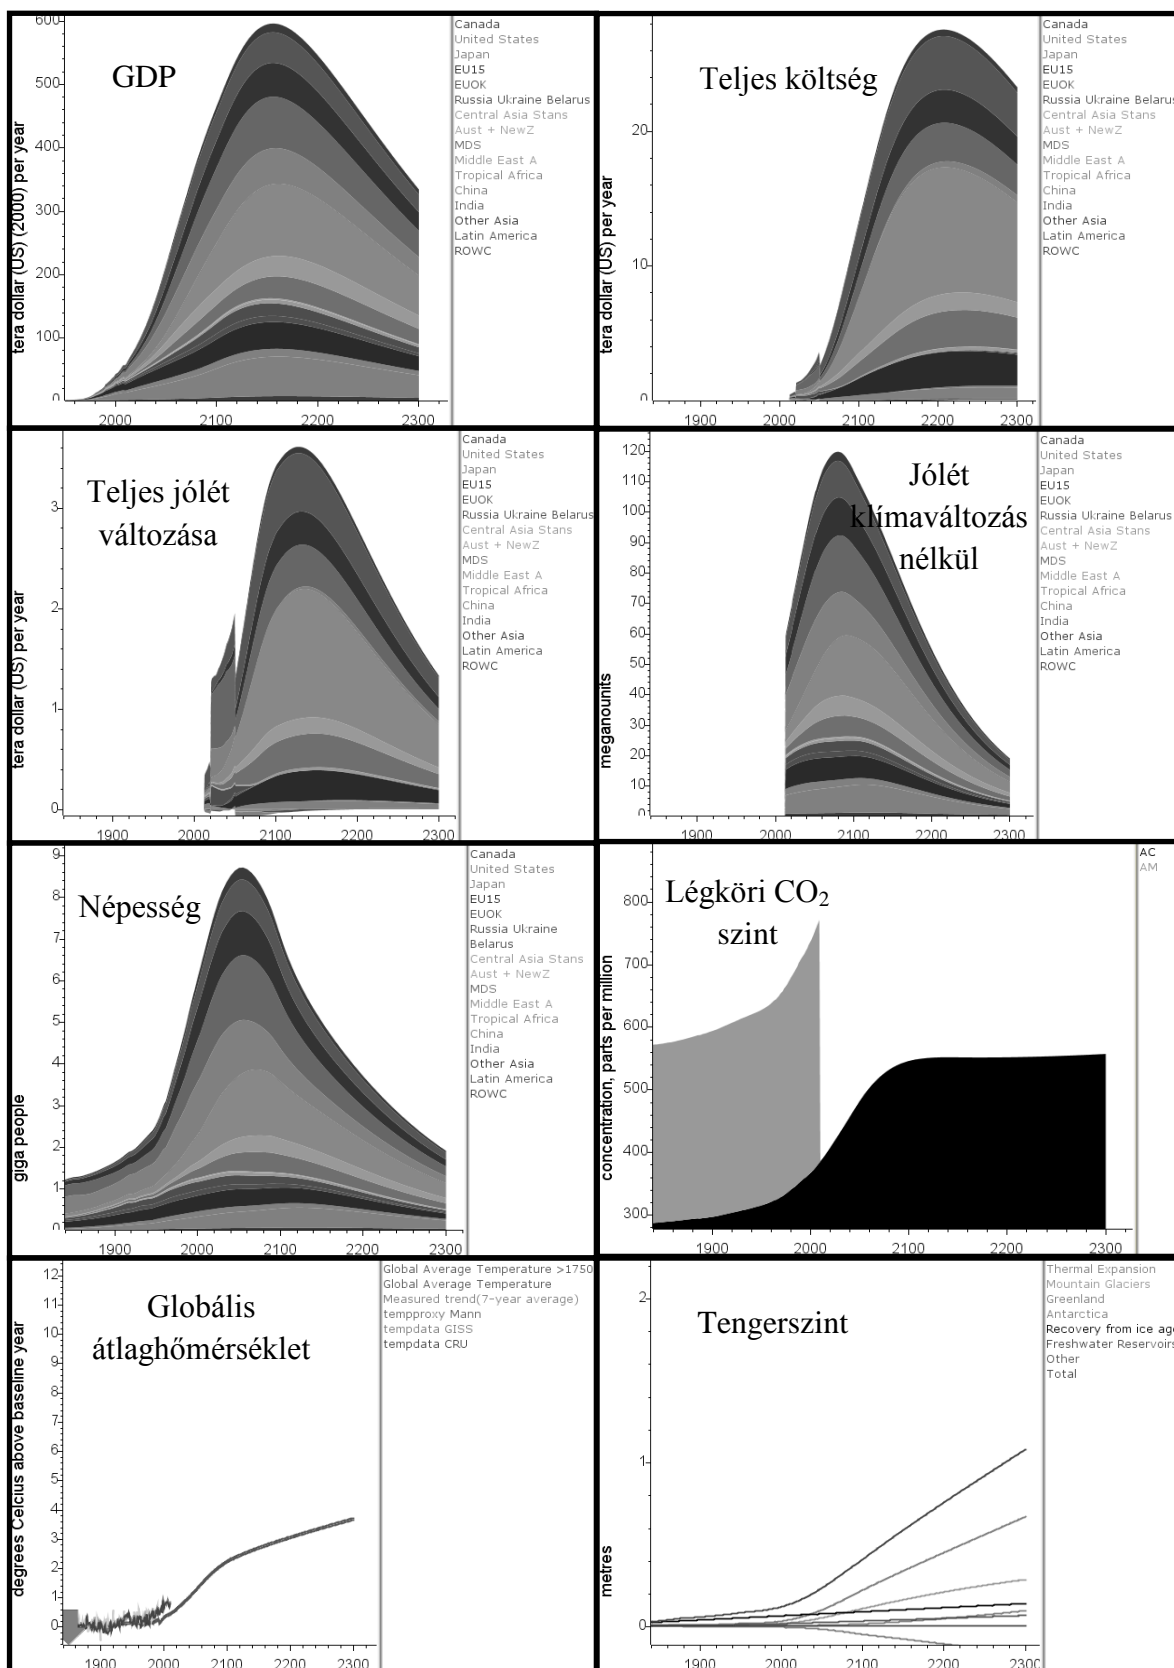 GDP
tera dollar (US) (2000) per year
600
500
400
300
200
100
0
2000
2100
2200
2300
Canada
United States
Japan
EU15
EUOK
Russia Ukraine Belarus
Central Asia Stans
Aust + NewZ
MDS
Middle East A
Tropical Africa
China
India
Other Asia
Latin America
ROWC
Teljes költség
tera dollar (US) per year
20
10
0
1900
2000
2100
2200
2300
Canada
United States
Japan
EU15
EUOK
Russia Ukraine Belarus
Central Asia Stans
Aust + NewZ
MDS
Middle East A
Tropical Africa
China
India
Other Asia
Latin America
ROWC
Teljes jólét
változása
tera dollar (US) per year
3
2
1
0
1900
2000
2100
2200
2300
Canada
United States
Japan
EU15
EUOK
Russia Ukraine Belarus
Central Asia Stans
Aust + NewZ
MDS
Middle East A
Tropical Africa
China
India
Other Asia
Latin America
ROWC
Jólét
klímaváltozás
nélkül
meganounits
120
110
100
90
80
70
60
50
40
30
20
10
0
1900
2000
2100
2200
2300
Canada
United States
Japan
EU15
EUOK
Russia Ukraine Belarus
Central Asia Stans
Aust + NewZ
MDS
Middle East A
Tropical Africa
China
India
Other Asia
Latin America
ROWC
Népesség
giga people
9
8
7
6
5
4
3
2
1
0
1900
2000
2100
2200
2300
Canada
United States
Japan
EU15
EUOK
Russia Ukraine
Belarus
Central Asia Stans
Aust + NewZ
MDS
Middle East A
Tropical Africa
China
India
Other Asia
Latin America
ROWC
Légköri CO₂
szint
concentration, parts per million
800
700
600
500
400
300
1900
2000
2100
2200
2300
AC
AM
Globális
átlaghőmérséklet
degrees Celcius above baseline year
12
11
10
9
8
7
6
5
4
3
2
1
0
1900
2000
2100
2200
2300
Global Average Temperature >1750
Global Average Temperature
Measured trend(7-year average)
tempproxy Mann
tempdata GISS
tempdata CRU
Tengerszint
metres
2
1
0
1900
2000
2100
2200
2300
Thermal Expansion
Mountain Glaciers
Greenland
Antarctica
Recovery from ice age
Freshwater Reservoirs
Other
Total